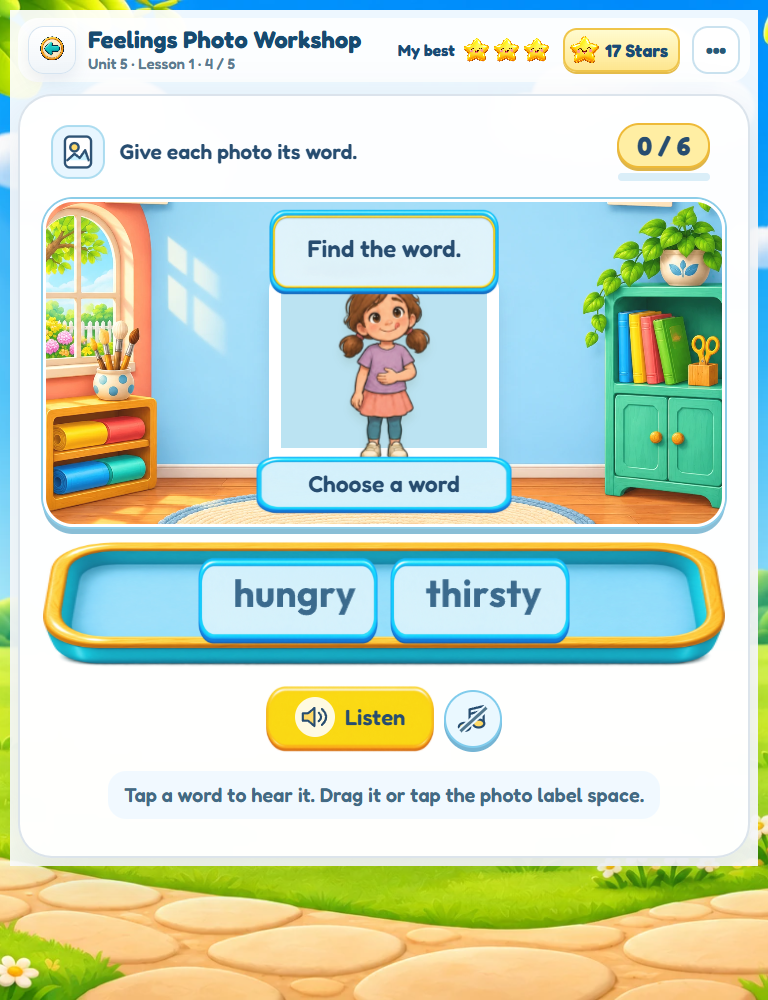 Feelings Photo Workshop
Unit 5 · Lesson 1 · 4 / 5
My best
17 Stars
Give each photo its word.
0 / 6
Find the word.
Choose a word
hungry
thirsty
Listen
Tap a word to hear it. Drag it or tap the photo label space.